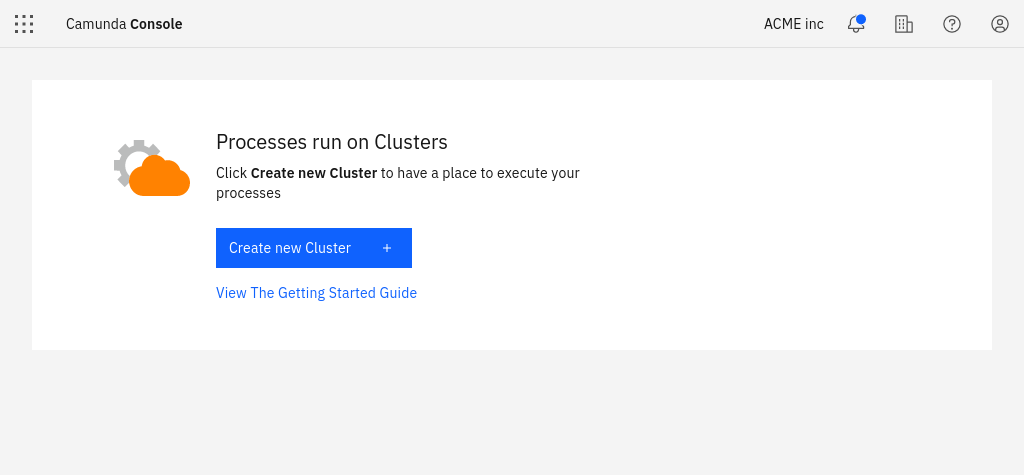 Camunda Console
ACME inc
Processes run on Clusters
Click Create new Cluster to have a place to execute your
processes
Create new Cluster +
View The Getting Started Guide